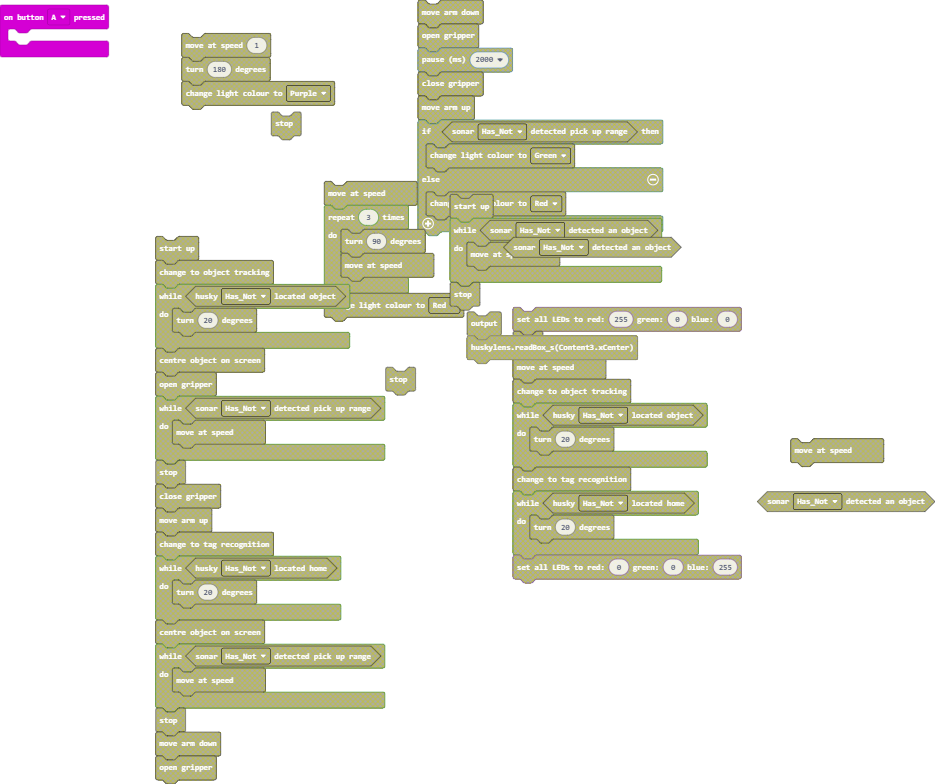 on button A pressed
move at speed 1
turn 180 degrees
change light colour to Purple
stop
move arm down
open gripper
pause (ms) 2000
close gripper
move arm up
if sonar Has_Not detected pick up range then
change light colour to Green
else
lour to Red
move at speed
repeat 3 times
do
turn 90 degrees
move at speed
light colour to Red
start up
while sonar Has_Not detected an object
do
move at
sonar Has_Not detected an object
stop
start up
change to object tracking
while husky Has_Not located object
do
turn 20 degrees
centre object on screen
open gripper
while sonar Has_Not detected pick up range
do
move at speed
stop
close gripper
move arm up
change to tag recognition
while husky Has_Not located home
do
turn 20 degrees
centre object on screen
while sonar Has_Not detected pick up range
do
move at speed
stop
move arm down
open gripper
stop
output
huskylens.readBox_s(Content3.xCenter)
set all LEDs to red: 255 green: 0 blue: 0
move at speed
change to object tracking
while husky Has_Not located object
do
turn 20 degrees
change to tag recognition
while husky Has_Not located home
do
turn 20 degrees
set all LEDs to red: 0 green: 0 blue: 255
move at speed
sonar Has_Not detected an object